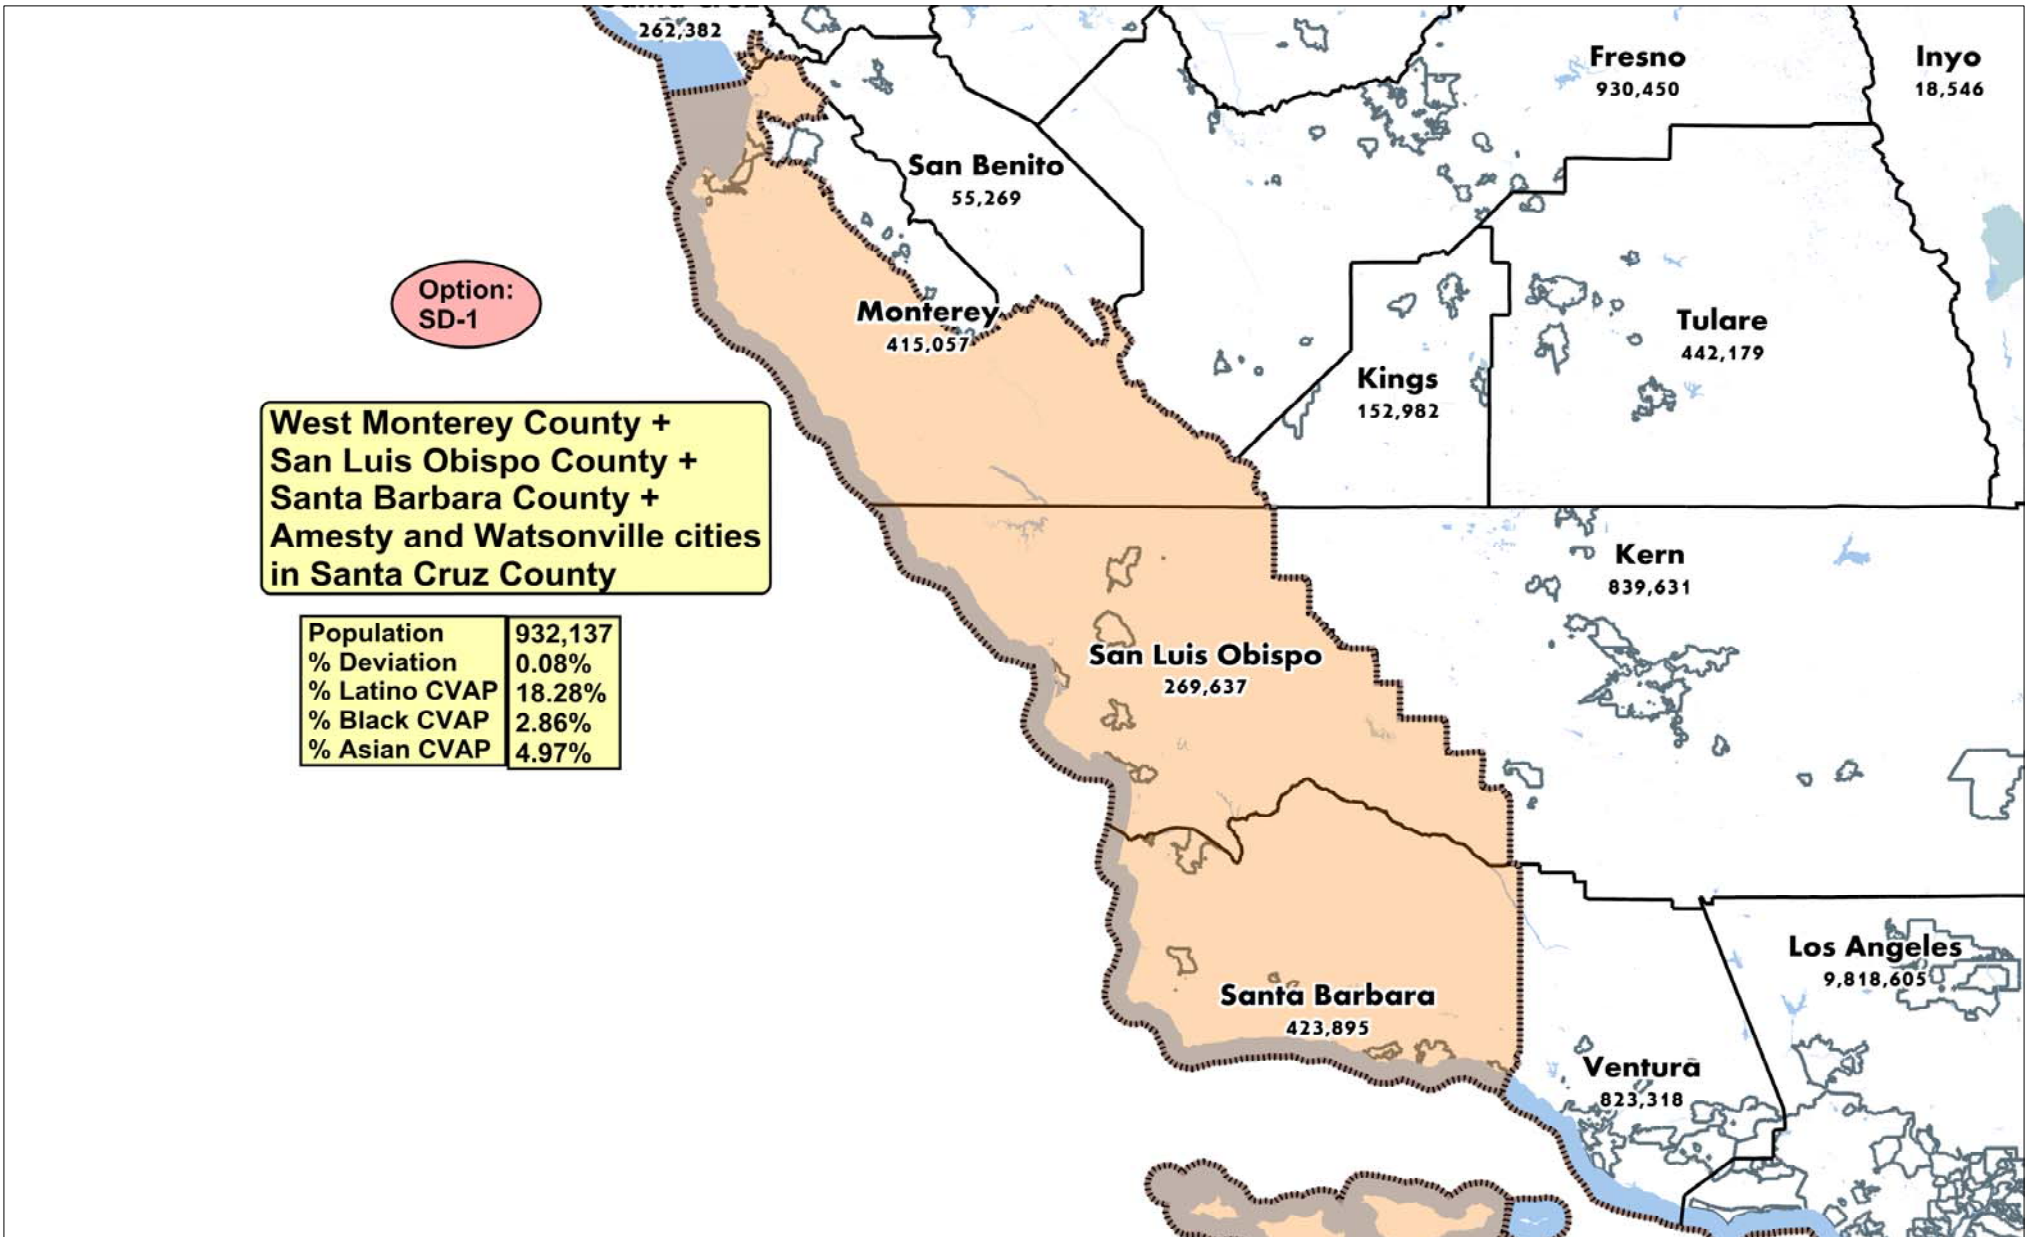 262,382
Fresno
930,450
Inyo
18,546
San Benito
55,269
Option:
SD-1
Monterey
415,057
Tulare
442,179
Kings
152,982
West Monterey County +
San Luis Obispo County +
Santa Barbara County +
Amesty and Watsonville cities
in Santa Cruz County
Kern
839,631
Population 932,137
% Deviation 0.08%
% Latino CVAP 18.28%
% Black CVAP 2.86%
% Asian CVAP 4.97%
San Luis Obispo
269,637
Los Angeles
9,818,605
Santa Barbara
423,895
Ventura
823,318